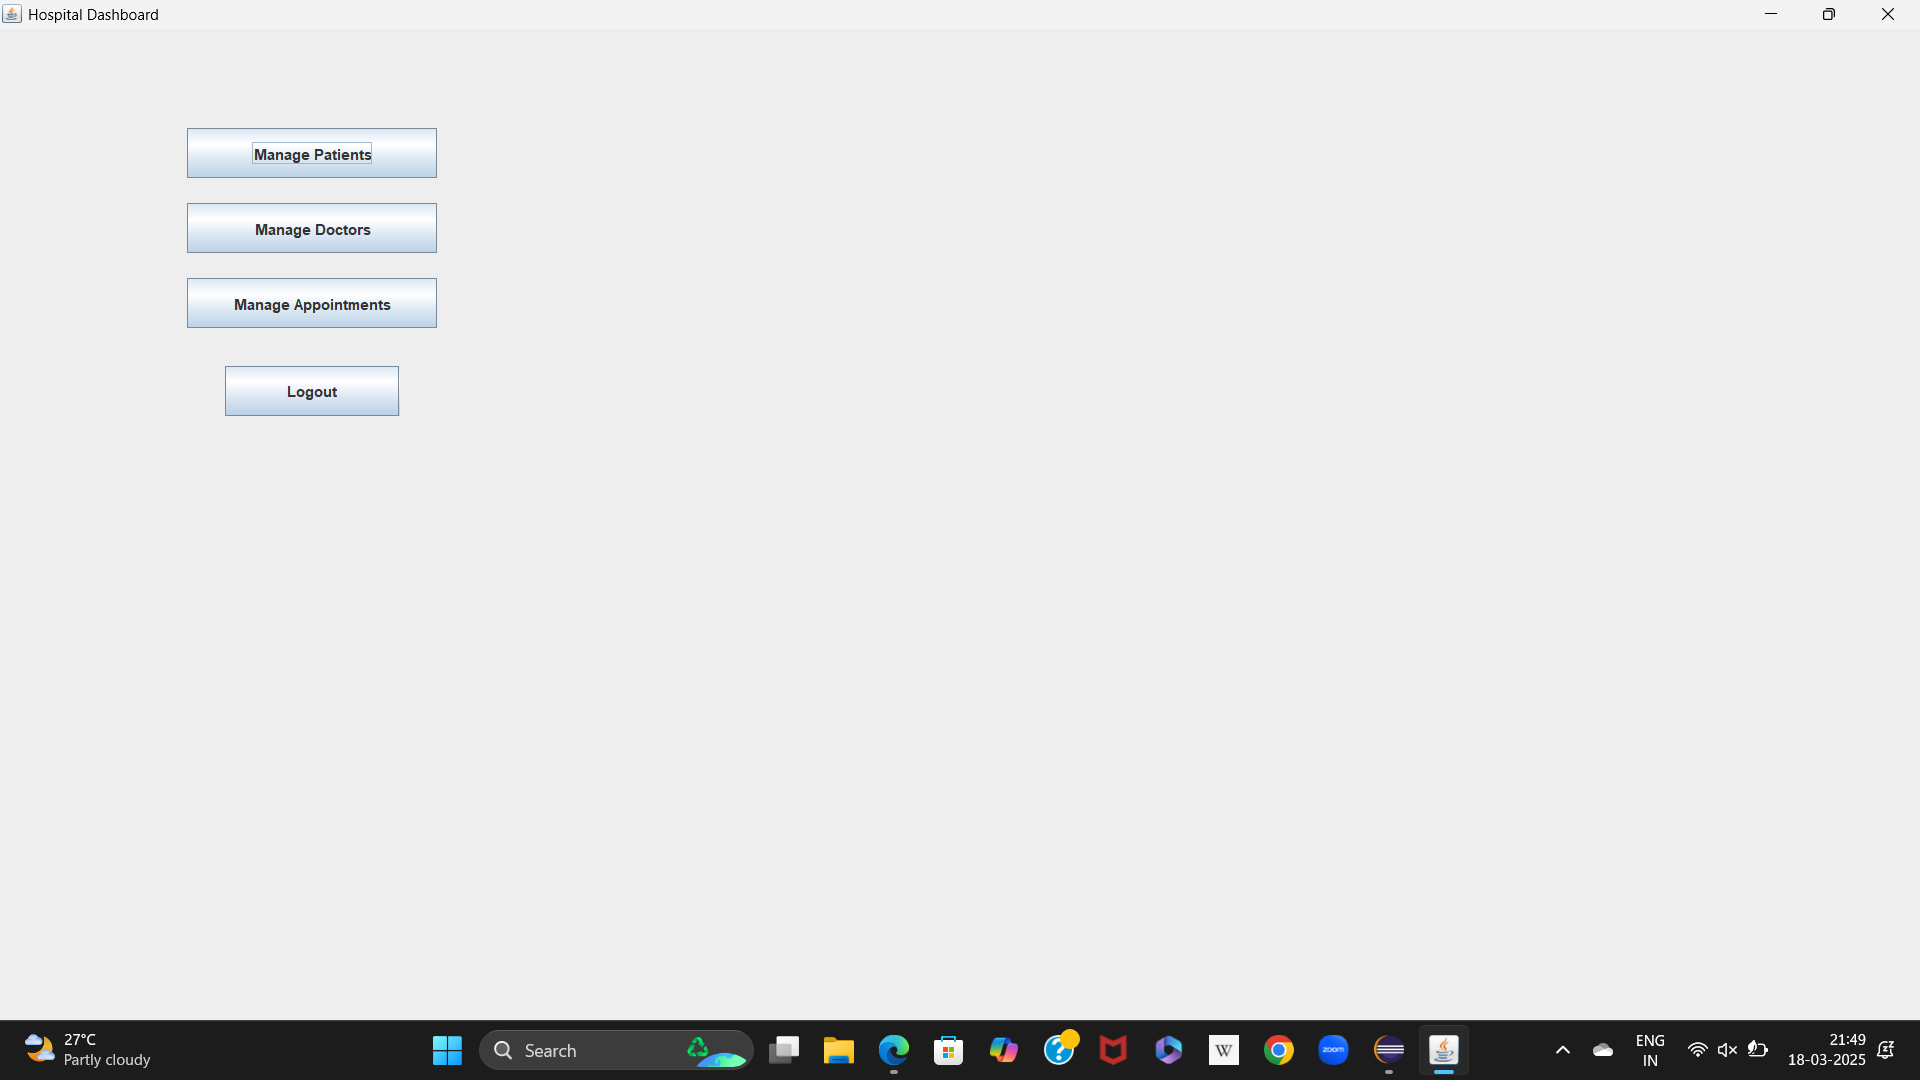 Hospital Dashboard
Manage Patients
Manage Doctors
Manage Appointments
Logout
27°C
Partly cloudy
Search
W
zoom
ENG
IN
21:49
18-03-2025